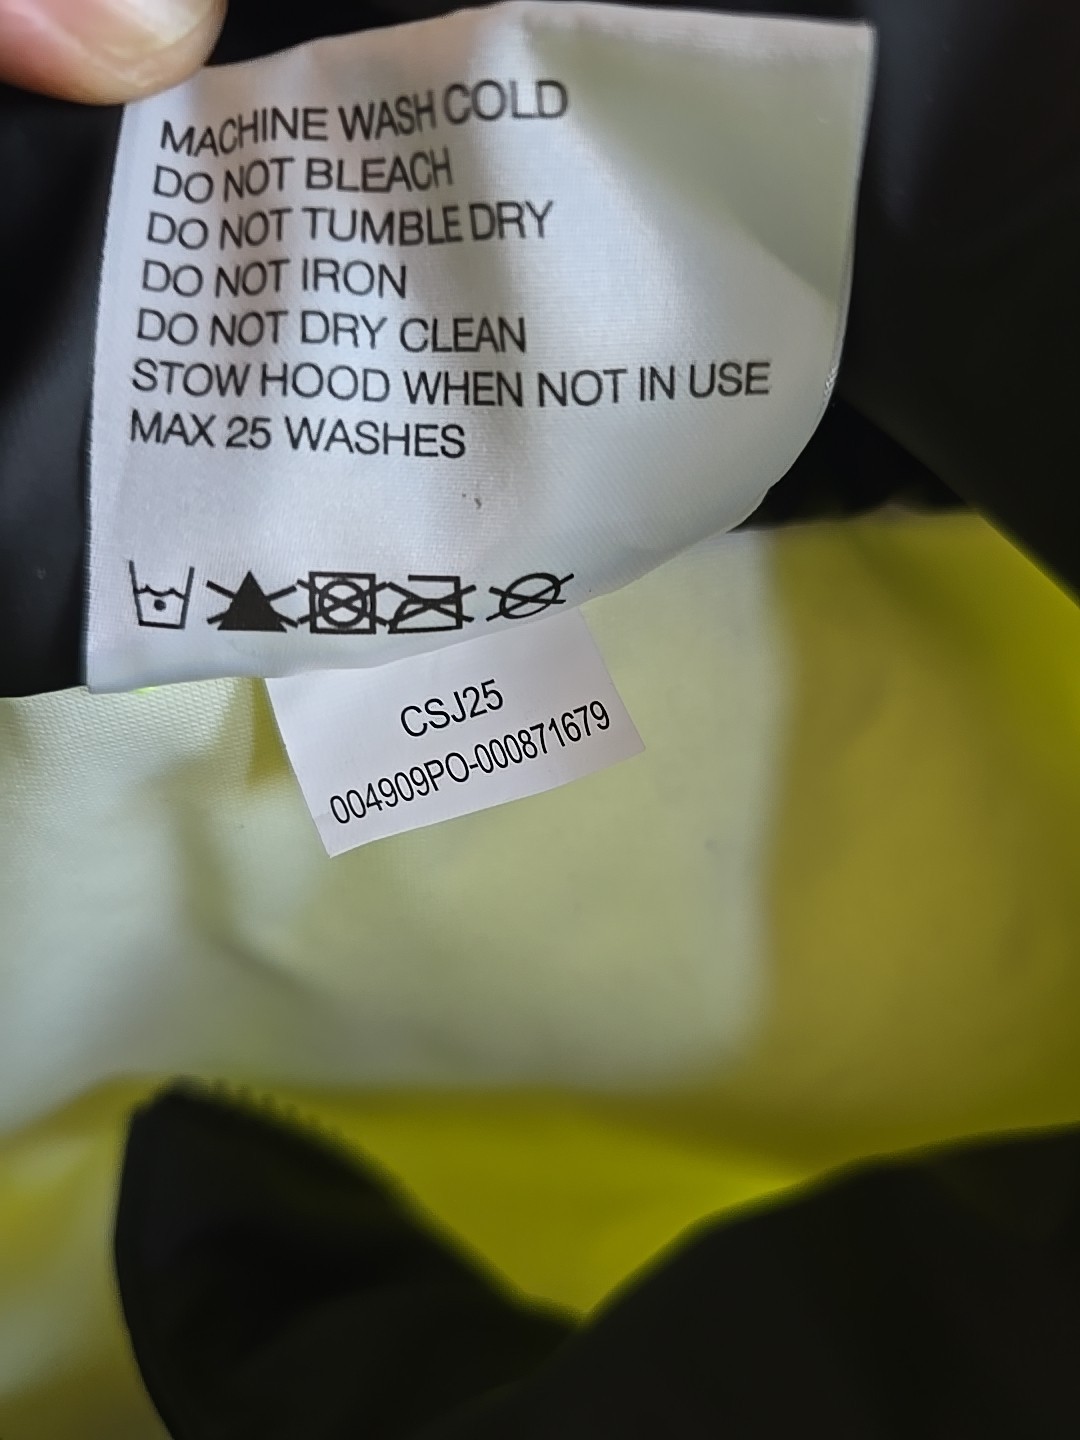 MACHINE WASH COLD
DO NOT BLEACH
DO NOT TUMBLE DRY
DO NOT IRON
DO NOT DRY CLEAN
STOW HOOD WHEN NOT IN USE
MAX 25 WASHES
CSJ25
004909PO-000871679